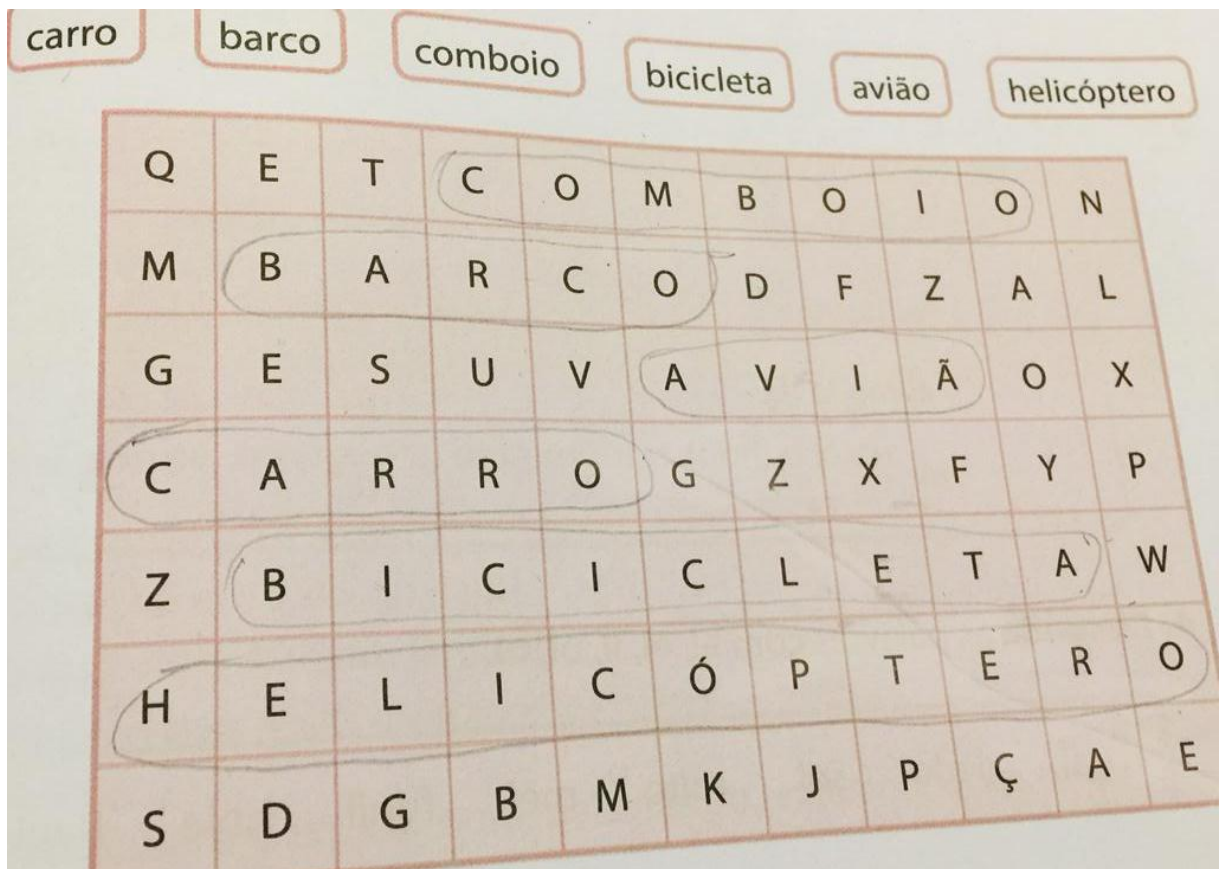 carro barco comboio bicicleta avião helicóptero
Q E T C O M B O I O N
M B A R C O D F Z A L
G E S U V A V I Ã O X
C A R R O G Z X F Y P
Z B I C I C L E T A W
H E L I C Ó P T E R O
S D G B M K J P Ç A E